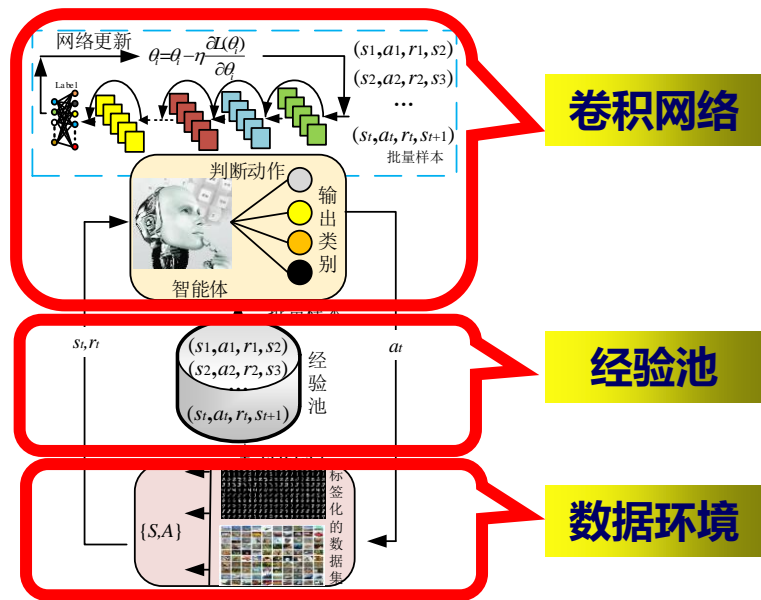 网络更新
θᵢ=θᵢ−η∂L(θᵢ)/∂θᵢ
(s1,a1,r1,s2)
(s2,a2,r2,s3)
...
(st,at,rt,st+1)
批量样本
Label
卷积网络
判断动作
输出类别
智能体
st,rt
at
(s1,a1,r1,s2)
(s2,a2,r2,s3)
...
(st,at,rt,st+1)
经验池
经验池
{S,A}
标签化的数据集
数据环境